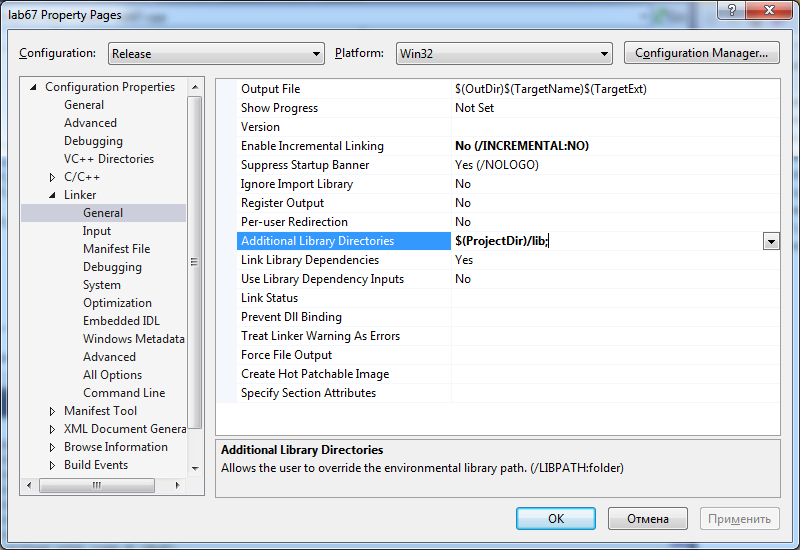 lab67 Property Pages
Configuration: Release Platform: Win32 Configuration Manager...
Configuration Properties
General
Advanced
Debugging
VC++ Directories
C/C++
Linker
General
Input
Manifest File
Debugging
System
Optimization
Embedded IDL
Windows Metadata
Advanced
All Options
Command Line
Manifest Tool
XML Document Genera
Browse Information
Build Events
Output File $(OutDir)$(TargetName)$(TargetExt)
Show Progress Not Set
Version
Enable Incremental Linking No (/INCREMENTAL:NO)
Suppress Startup Banner Yes (/NOLOGO)
Ignore Import Library No
Register Output No
Per-user Redirection No
Additional Library Directories $(ProjectDir)/lib;
Link Library Dependencies Yes
Use Library Dependency Inputs No
Link Status
Prevent Dll Binding
Treat Linker Warning As Errors
Force File Output
Create Hot Patchable Image
Specify Section Attributes
Additional Library Directories
Allows the user to override the environmental library path. (/LIBPATH:folder)
OK Отмена Применить